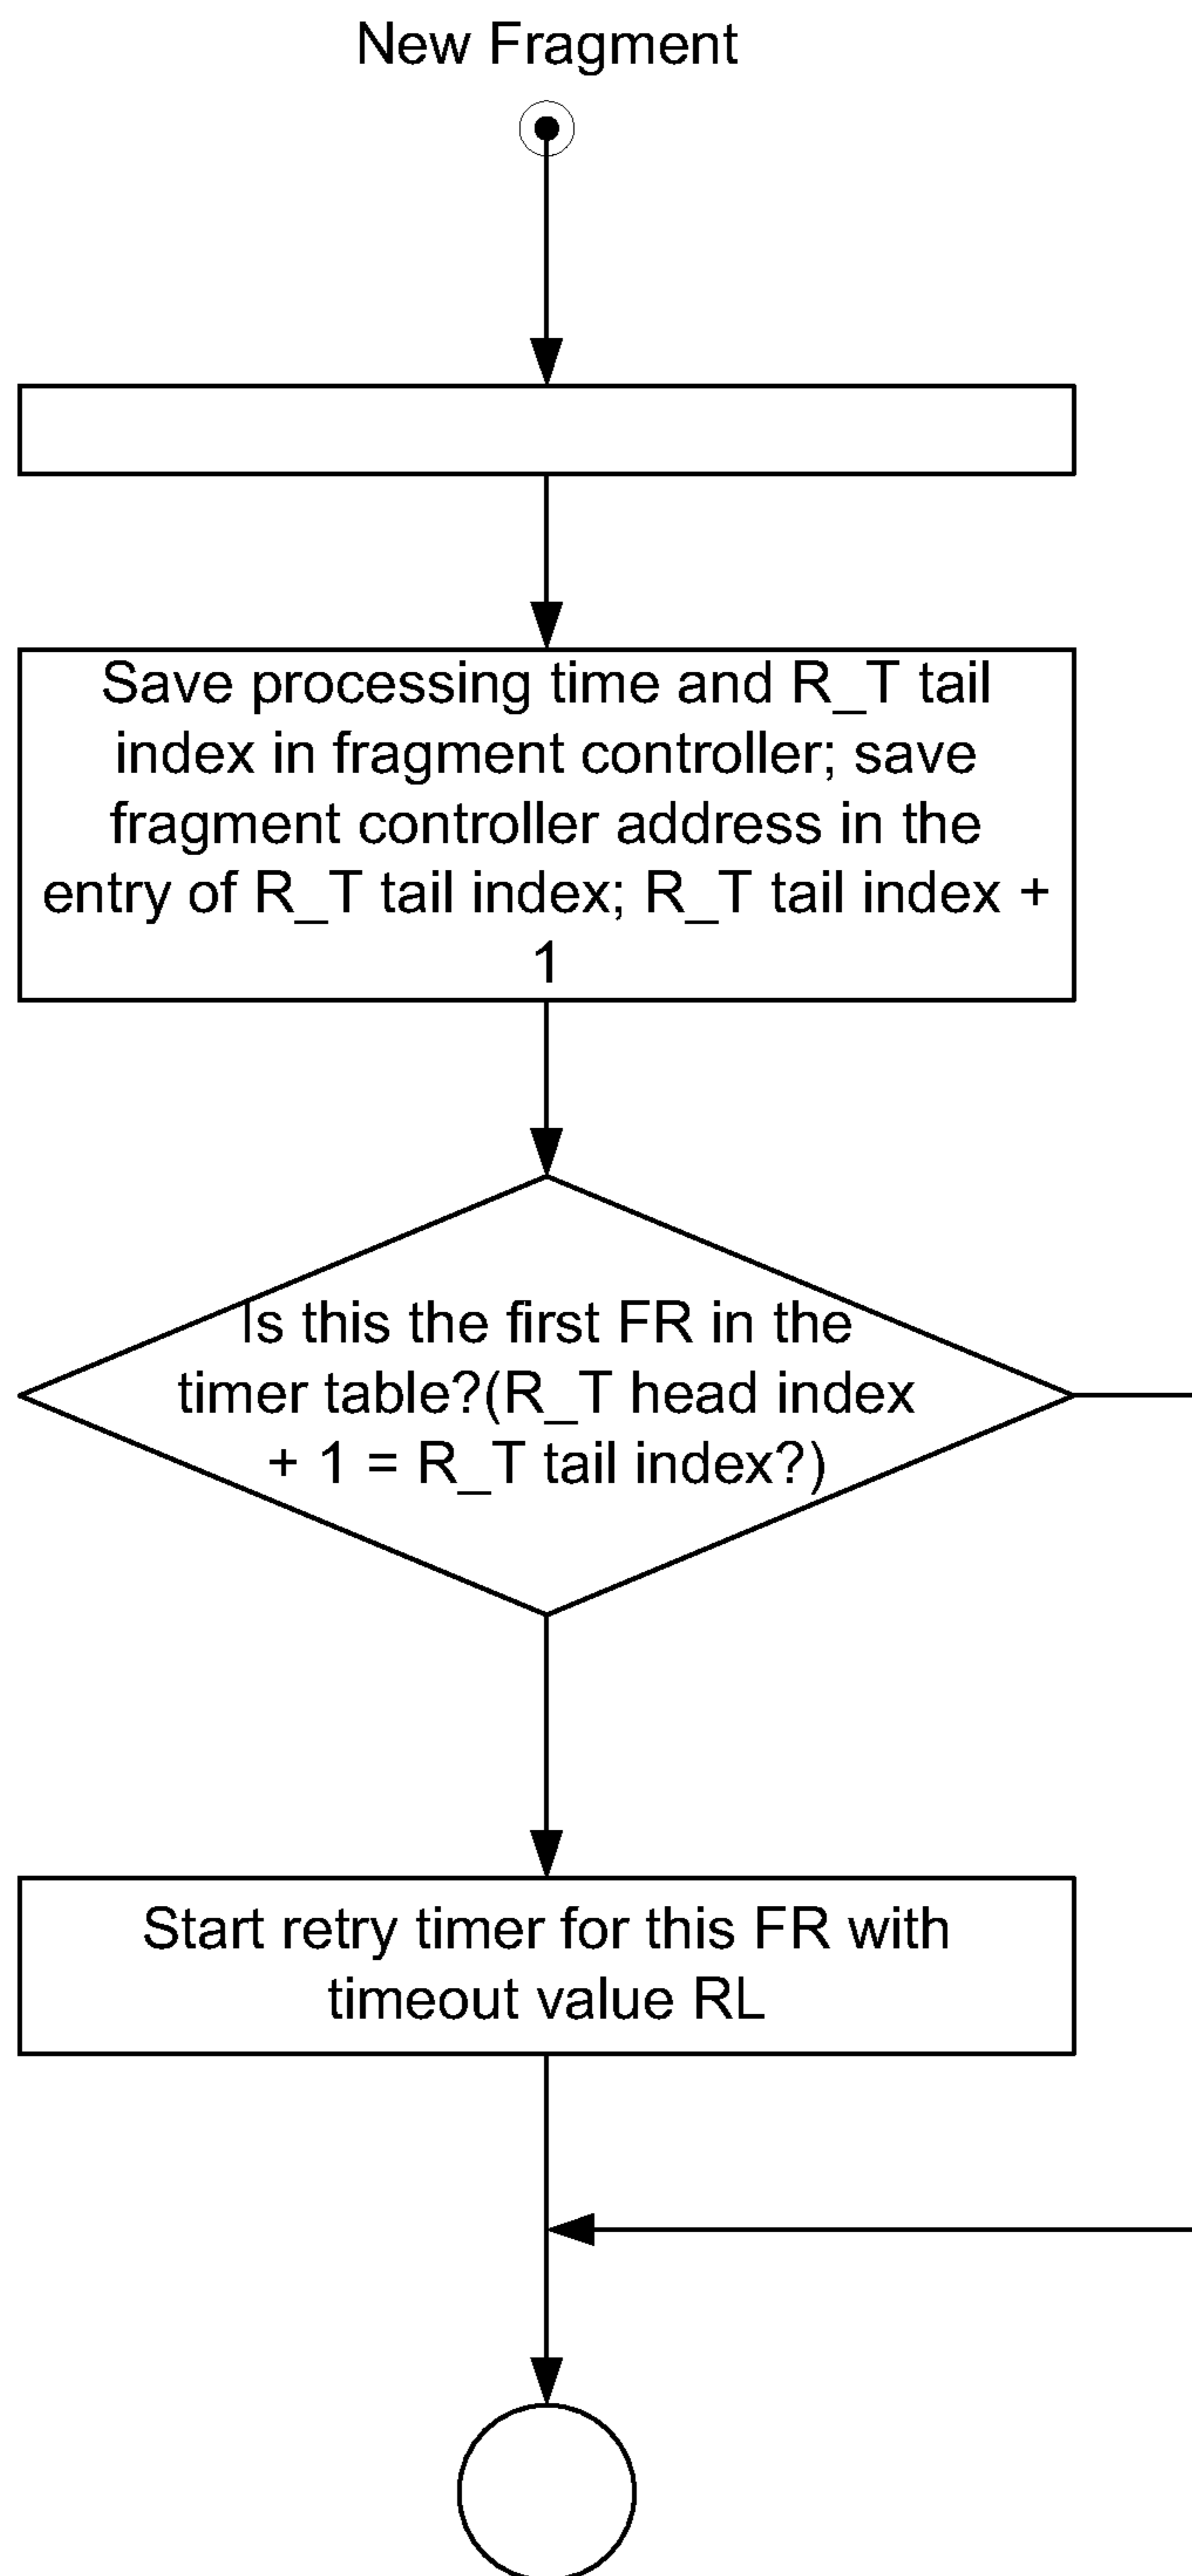 New Fragment
Save processing time and R_T tail
index in fragment controller; save
fragment controller address in the
entry of R_T tail index; R_T tail index +
1
Is this the first FR in the
timer table?(R_T head index
+ 1 = R_T tail index?)
Start retry timer for this FR with
timeout value RL